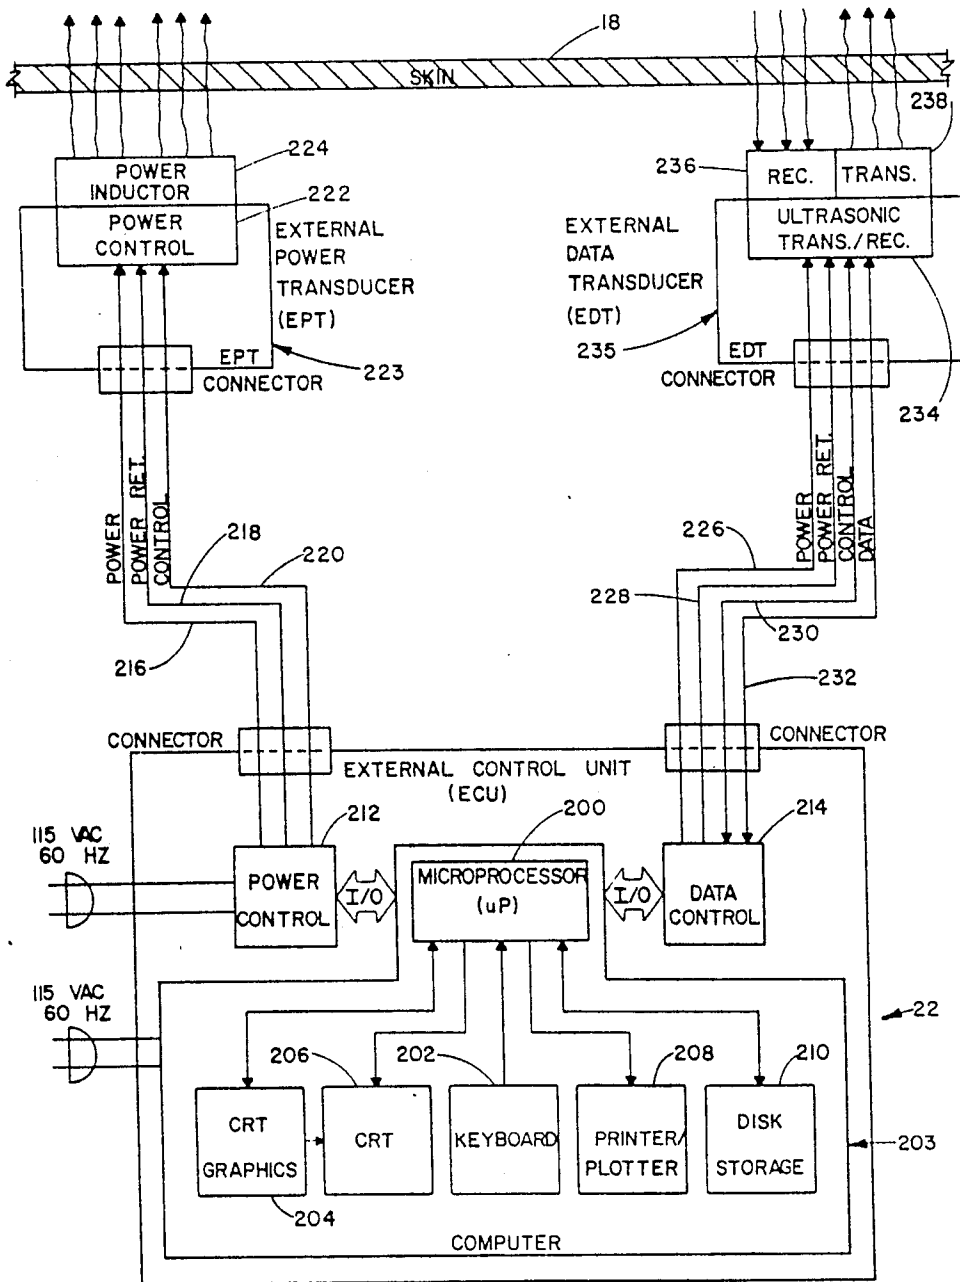 18
SKIN
238
224
POWER
INDUCTOR
222
POWER
CONTROL
EXTERNAL
POWER
TRANSDUCER
(EPT)
EPT
CONNECTOR
223
236
REC.
TRANS.
ULTRASONIC
TRANS./REC.
EXTERNAL
DATA
TRANSDUCER
(EDT)
235
EDT
CONNECTOR
234
POWER
POWER RET.
CONTROL
218
220
216
POWER
POWER RET.
CONTROL
DATA
226
228
230
232
CONNECTOR
CONNECTOR
EXTERNAL CONTROL UNIT
(ECU)
212
200
214
115 VAC
60 HZ
POWER
CONTROL
I/O
MICROPROCESSOR
(uP)
I/O
DATA
CONTROL
115 VAC
60 HZ
22
206
202
208
210
CRT
GRAPHICS
CRT
KEYBOARD
PRINTER/
PLOTTER
DISK
STORAGE
203
204
COMPUTER